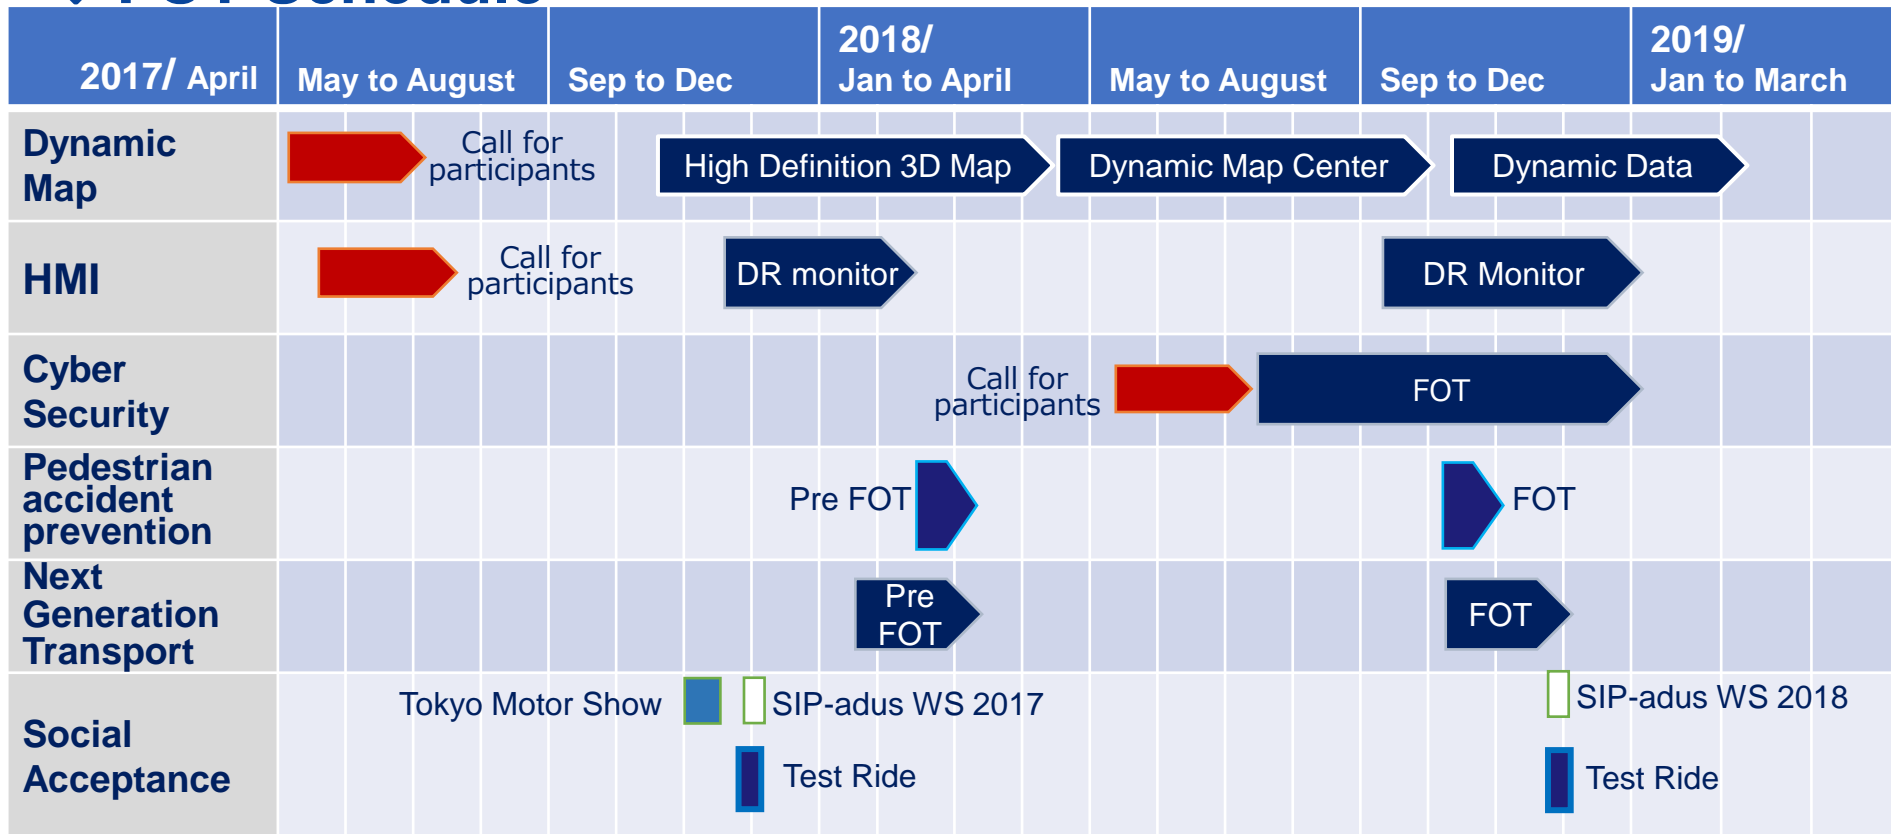 FOT Schedule
2017/ April
May to August
Sep to Dec
2018/
Jan to April
May to August
Sep to Dec
2019/
Jan to March
Dynamic
Map
Call for
participants
High Definition 3D Map
Dynamic Map Center
Dynamic Data
HMI
Call for
participants
DR monitor
DR Monitor
Cyber
Security
Call for
participants
FOT
Pedestrian
accident
prevention
Pre FOT
FOT
Next
Generation
Transport
Pre
FOT
FOT
Social
Acceptance
Tokyo Motor Show
SIP-adus WS 2017
SIP-adus WS 2018
Test Ride
Test Ride